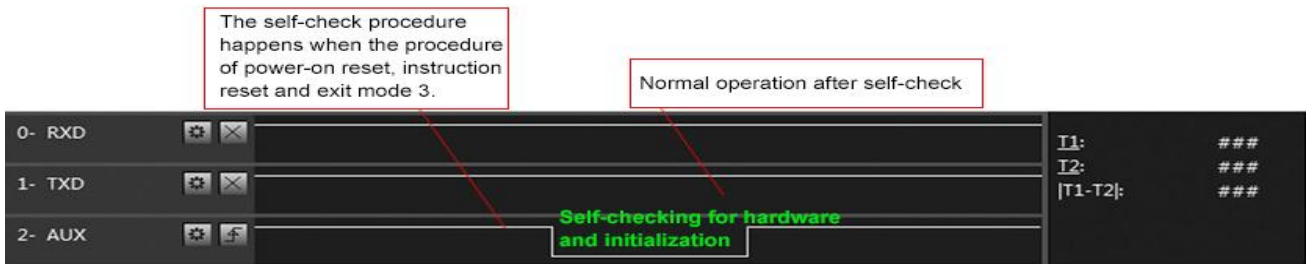 The self-check procedure
happens when the procedure
of power-on reset, instruction
reset and exit mode 3.
Normal operation after self-check
0- RXD
T1: ###
T2: ###
|T1-T2|: ###
1- TXD
Self-checking for hardware
and initialization
2- AUX